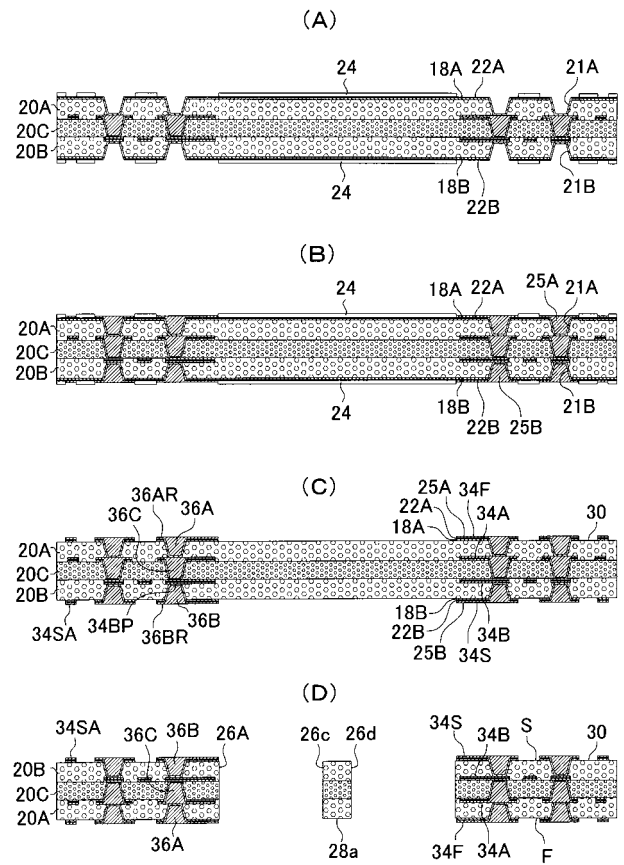 (A)
24 18A 22A 21A
20A
20C
20B
24 18B 22B 21B
(B)
24 18A 22A 25A 21A
20A
20C
20B
24 18B 22B 25B 21B
(C)
36C 36AR 36A 25A 22A 18A 34F 34A 30
20A
20C
20B
34SA 34BP 36BR 36B 18B 22B 25B 34S 34B
(D)
34SA 36C 36B 26A 26c 26d 34S 34B S 30
20B
20C
20A
36A 28a 34F 34A F